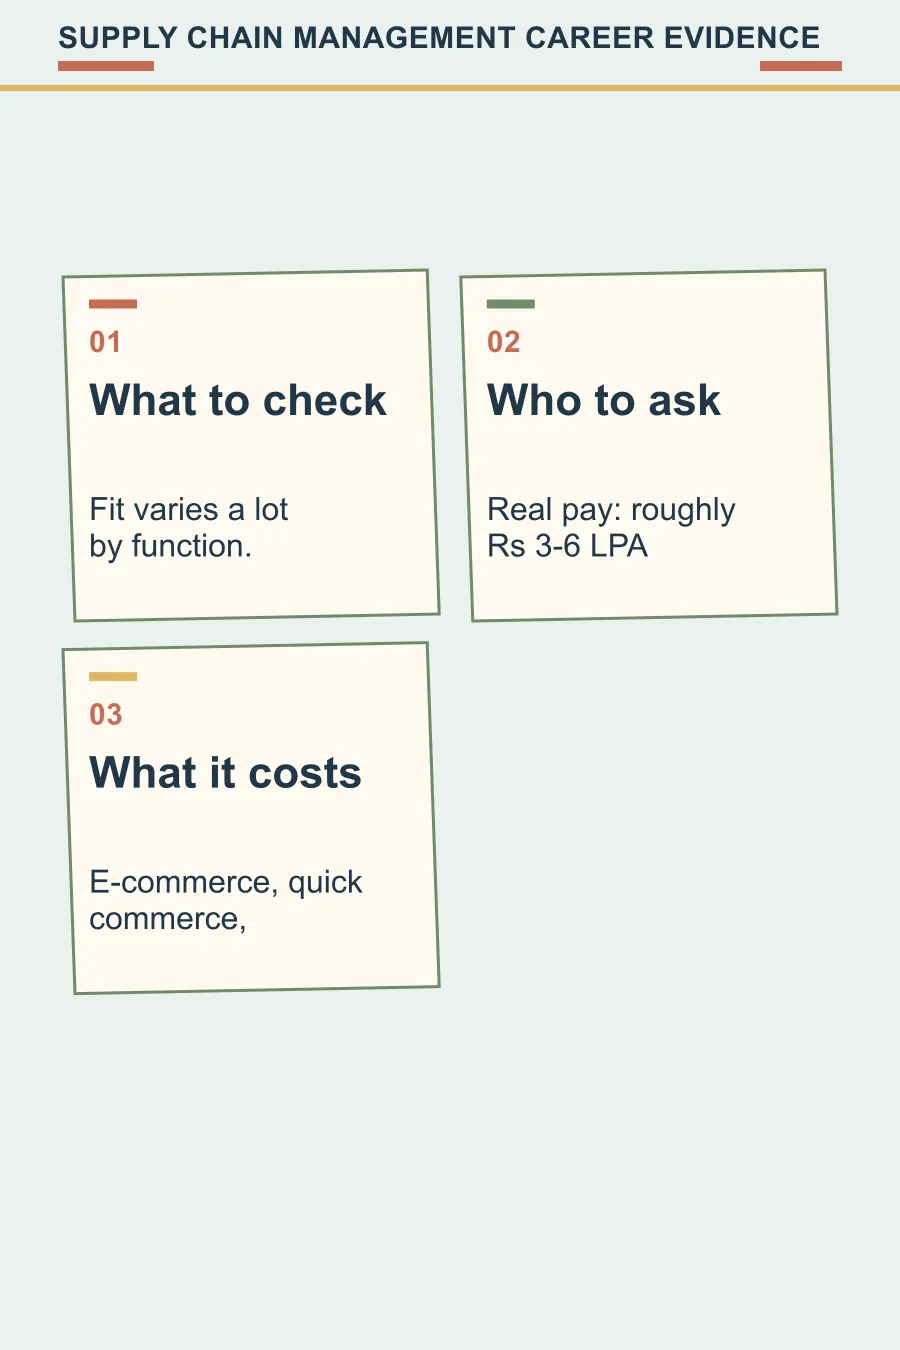 SUPPLY CHAIN MANAGEMENT CAREER EVIDENCE
01
What to check
Fit varies a lot
by function.
02
Who to ask
Real pay: roughly
Rs 3-6 LPA
03
What it costs
E-commerce, quick
commerce,